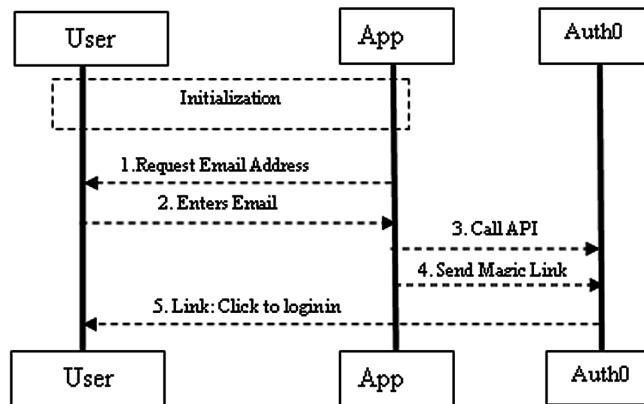 User
App
Auth0
Initialization
1.Request Email Address
2. Enters Email
3. Call API
4. Send Magic Link
5. Link: Click to loginin
User
App
Auth0